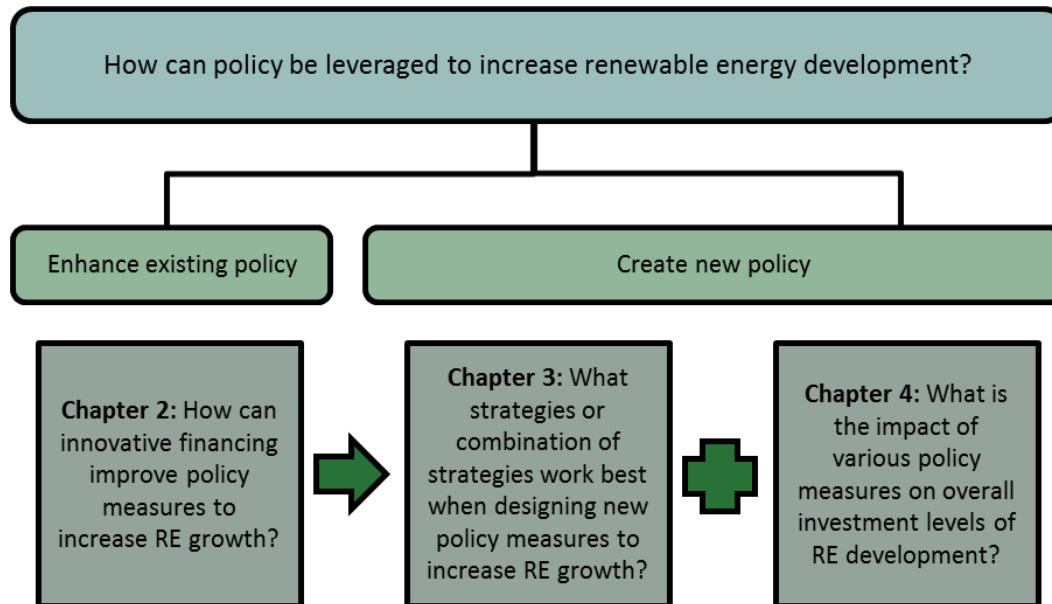 How can policy be leveraged to increase renewable energy development?
Enhance existing policy
Create new policy
Chapter 2: How can
innovative financing
improve policy
measures to
increase RE growth?
Chapter 3: What
strategies or
combination of
strategies work best
when designing new
policy measures to
increase RE growth?
Chapter 4: What is
the impact of
various policy
measures on overall
investment levels of
RE development?